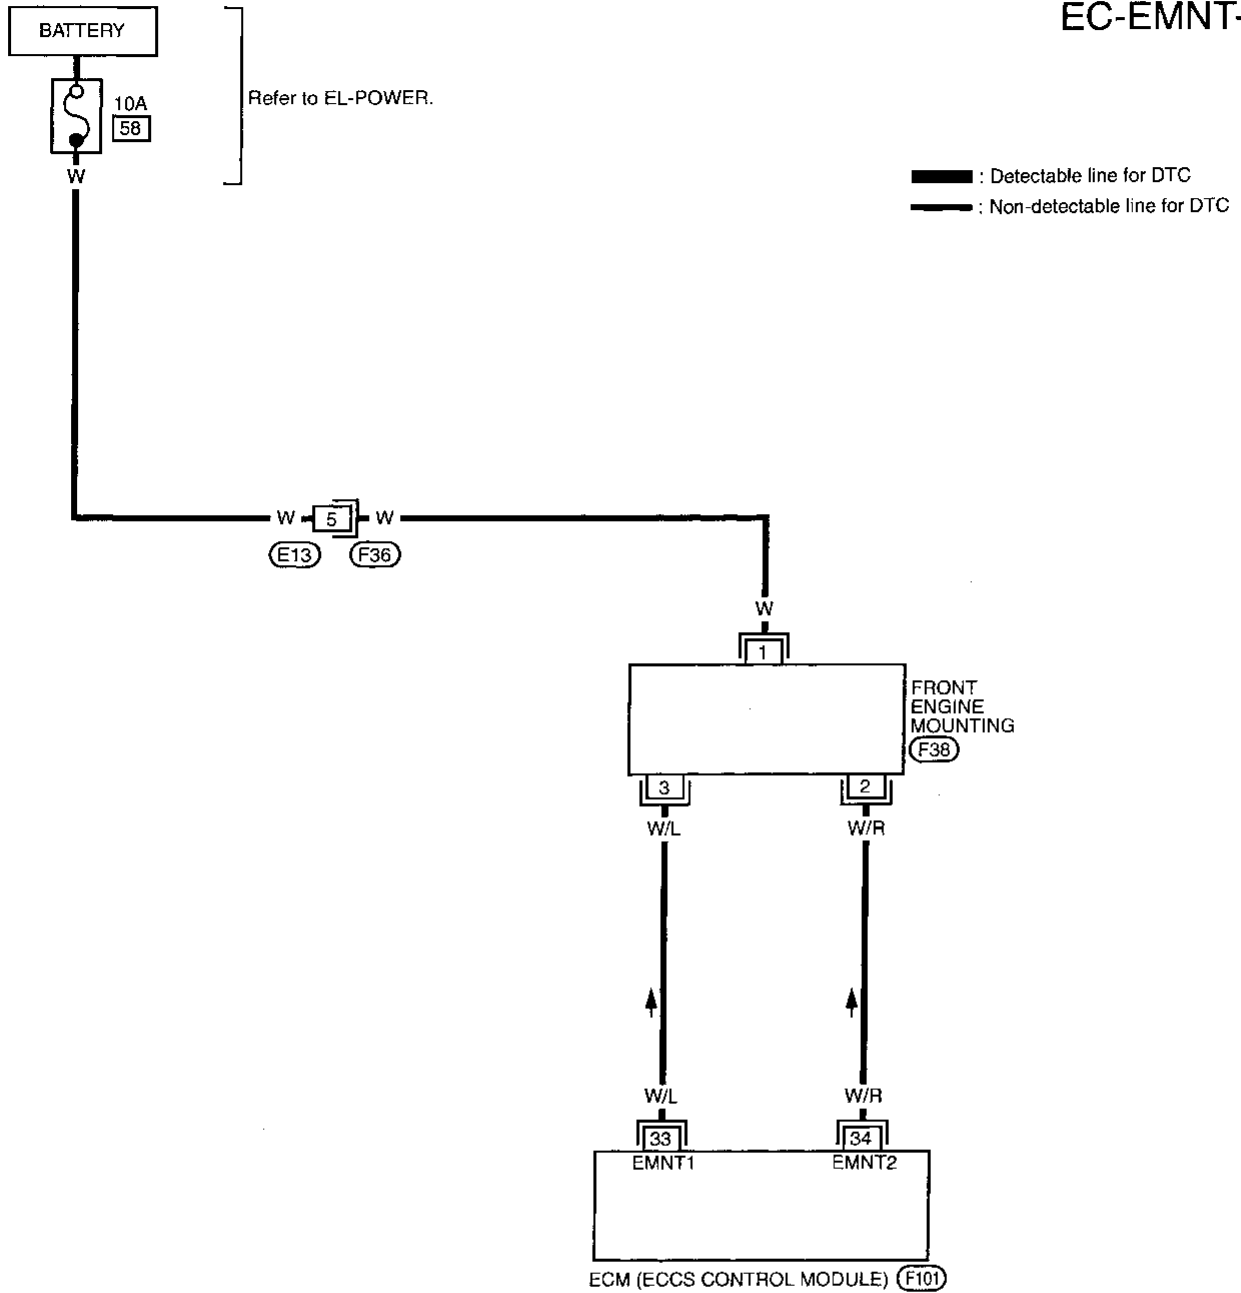 EC-EMNT-
BATTERY
10A
58
Refer to EL-POWER.
W
: Detectable line for DTC
: Non-detectable line for DTC
W 5 W
E13 F36
W
1
FRONT
ENGINE
MOUNTING
F38
3 2
W/L W/R
W/L W/R
33 34
EMNT1 EMNT2
ECM (ECCS CONTROL MODULE) F101